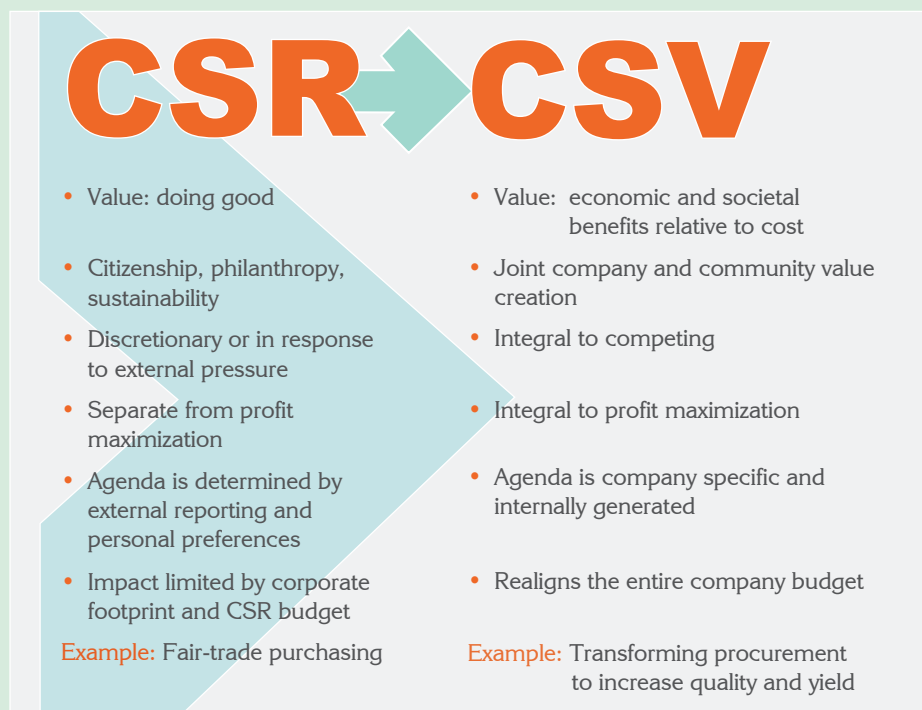 CSR CSV
• Value: doing good
• Citizenship, philanthropy,
sustainability
• Discretionary or in response
to external pressure
• Separate from profit
maximization
• Agenda is determined by
external reporting and
personal preferences
• Impact limited by corporate
footprint and CSR budget
Example: Fair-trade purchasing
• Value: economic and societal
benefits relative to cost
• Joint company and community value
creation
• Integral to competing
• Integral to profit maximization
• Agenda is company specific and
internally generated
• Realigns the entire company budget
Example: Transforming procurement
to increase quality and yield